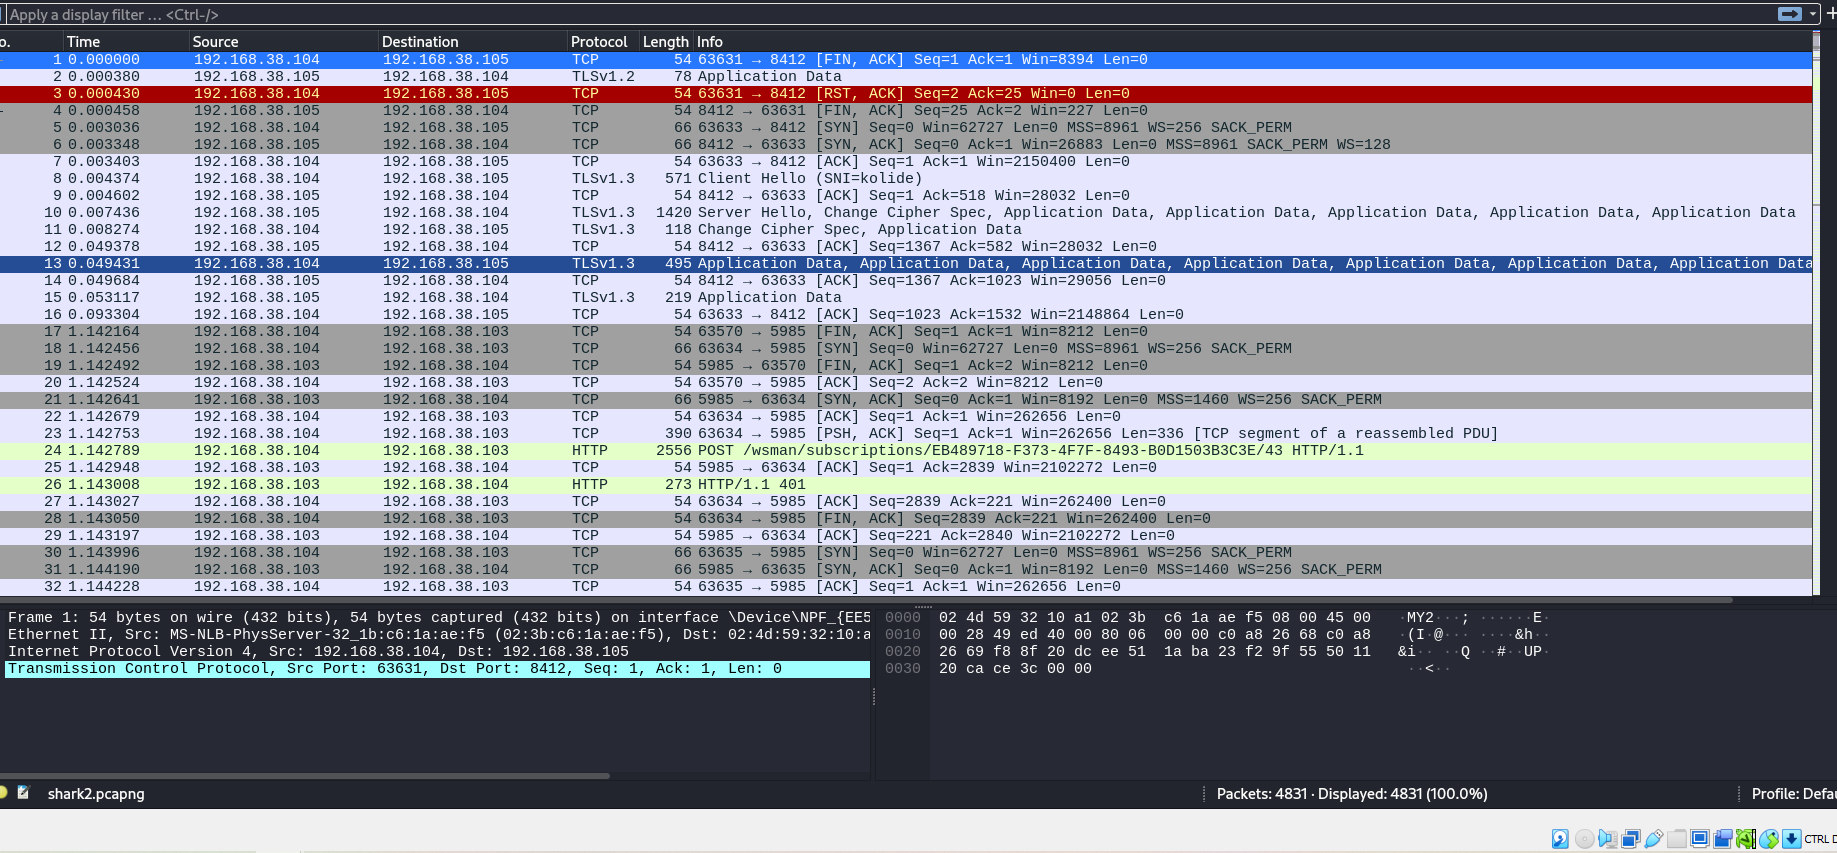 Apply a display filter … <Ctrl-/>
o. Time Source Destination Protocol Length Info
1 0.000000 192.168.38.104 192.168.38.105 TCP 54 63631 → 8412 [FIN, ACK] Seq=1 Ack=1 Win=8394 Len=0
2 0.000380 192.168.38.105 192.168.38.104 TLSv1.2 78 Application Data
3 0.000430 192.168.38.104 192.168.38.105 TCP 54 63631 → 8412 [RST, ACK] Seq=2 Ack=25 Win=0 Len=0
4 0.000458 192.168.38.105 192.168.38.104 TCP 54 8412 → 63631 [FIN, ACK] Seq=25 Ack=2 Win=227 Len=0
5 0.003036 192.168.38.104 192.168.38.105 TCP 66 63633 → 8412 [SYN] Seq=0 Win=62727 Len=0 MSS=8961 WS=256 SACK_PERM
6 0.003348 192.168.38.105 192.168.38.104 TCP 66 8412 → 63633 [SYN, ACK] Seq=0 Ack=1 Win=26883 Len=0 MSS=8961 SACK_PERM WS=128
7 0.003403 192.168.38.104 192.168.38.105 TCP 54 63633 → 8412 [ACK] Seq=1 Ack=1 Win=2150400 Len=0
8 0.004374 192.168.38.104 192.168.38.105 TLSv1.3 571 Client Hello (SNI=kolide)
9 0.004602 192.168.38.105 192.168.38.104 TCP 54 8412 → 63633 [ACK] Seq=1 Ack=518 Win=28032 Len=0
10 0.007436 192.168.38.105 192.168.38.104 TLSv1.3 1420 Server Hello, Change Cipher Spec, Application Data, Application Data, Application Data, Application Data, Application Data
11 0.008274 192.168.38.104 192.168.38.105 TLSv1.3 118 Change Cipher Spec, Application Data
12 0.049378 192.168.38.105 192.168.38.104 TCP 54 8412 → 63633 [ACK] Seq=1367 Ack=582 Win=28032 Len=0
13 0.049431 192.168.38.104 192.168.38.105 TLSv1.3 495 Application Data, Application Data, Application Data, Application Data, Application Data, Application Data, Application Data
14 0.049684 192.168.38.105 192.168.38.104 TCP 54 8412 → 63633 [ACK] Seq=1367 Ack=1023 Win=29056 Len=0
15 0.053117 192.168.38.105 192.168.38.104 TLSv1.3 219 Application Data
16 0.093304 192.168.38.104 192.168.38.105 TCP 54 63633 → 8412 [ACK] Seq=1023 Ack=1532 Win=2148864 Len=0
17 1.142164 192.168.38.104 192.168.38.103 TCP 54 63570 → 5985 [FIN, ACK] Seq=1 Ack=1 Win=8212 Len=0
18 1.142456 192.168.38.104 192.168.38.103 TCP 66 63634 → 5985 [SYN] Seq=0 Win=62727 Len=0 MSS=8961 WS=256 SACK_PERM
19 1.142492 192.168.38.103 192.168.38.104 TCP 54 5985 → 63570 [FIN, ACK] Seq=1 Ack=2 Win=8212 Len=0
20 1.142524 192.168.38.104 192.168.38.103 TCP 54 63570 → 5985 [ACK] Seq=2 Ack=2 Win=8212 Len=0
21 1.142641 192.168.38.103 192.168.38.104 TCP 66 5985 → 63634 [SYN, ACK] Seq=0 Ack=1 Win=8192 Len=0 MSS=1460 WS=256 SACK_PERM
22 1.142679 192.168.38.104 192.168.38.103 TCP 54 63634 → 5985 [ACK] Seq=1 Ack=1 Win=262656 Len=0
23 1.142753 192.168.38.104 192.168.38.103 TCP 390 63634 → 5985 [PSH, ACK] Seq=1 Ack=1 Win=262656 Len=336 [TCP segment of a reassembled PDU]
24 1.142789 192.168.38.104 192.168.38.103 HTTP 2556 POST /wsman/subscriptions/EB489718-F373-4F7F-8493-B0D1503B3C3E/43 HTTP/1.1
25 1.142948 192.168.38.103 192.168.38.104 TCP 54 5985 → 63634 [ACK] Seq=1 Ack=2839 Win=2102272 Len=0
26 1.143008 192.168.38.103 192.168.38.104 HTTP 273 HTTP/1.1 401
27 1.143027 192.168.38.104 192.168.38.103 TCP 54 63634 → 5985 [ACK] Seq=2839 Ack=221 Win=262400 Len=0
28 1.143050 192.168.38.104 192.168.38.103 TCP 54 63634 → 5985 [FIN, ACK] Seq=2839 Ack=221 Win=262400 Len=0
29 1.143197 192.168.38.103 192.168.38.104 TCP 54 5985 → 63634 [ACK] Seq=221 Ack=2840 Win=2102272 Len=0
30 1.143996 192.168.38.104 192.168.38.103 TCP 66 63635 → 5985 [SYN] Seq=0 Win=62727 Len=0 MSS=8961 WS=256 SACK_PERM
31 1.144190 192.168.38.103 192.168.38.104 TCP 66 5985 → 63635 [SYN, ACK] Seq=0 Ack=1 Win=8192 Len=0 MSS=1460 WS=256 SACK_PERM
32 1.144228 192.168.38.104 192.168.38.103 TCP 54 63635 → 5985 [ACK] Seq=1 Ack=1 Win=262656 Len=0
Frame 1: 54 bytes on wire (432 bits), 54 bytes captured (432 bits) on interface \Device\NPF_{EE5
Ethernet II, Src: MS-NLB-PhysServer-32_1b:c6:1a:ae:f5 (02:3b:c6:1a:ae:f5), Dst: 02:4d:59:32:10:a
Internet Protocol Version 4, Src: 192.168.38.104, Dst: 192.168.38.105
Transmission Control Protocol, Src Port: 63631, Dst Port: 8412, Seq: 1, Ack: 1, Len: 0
0000 02 4d 59 32 10 a1 02 3b c6 1a ae f5 08 00 45 00 ·MY2···; ······E·
0010 00 28 49 ed 40 00 80 06 00 00 c0 a8 26 68 c0 a8 ·(I·@··· ····&h··
0020 26 69 f8 8f 20 dc ee 51 1a ba 23 f2 9f 55 50 11 &i·· ··Q ··#··UP·
0030 20 ca ce 3c 00 00 ··<··
shark2.pcapng
Packets: 4831 · Displayed: 4831 (100.0%)
Profile: Defau
CTRL D